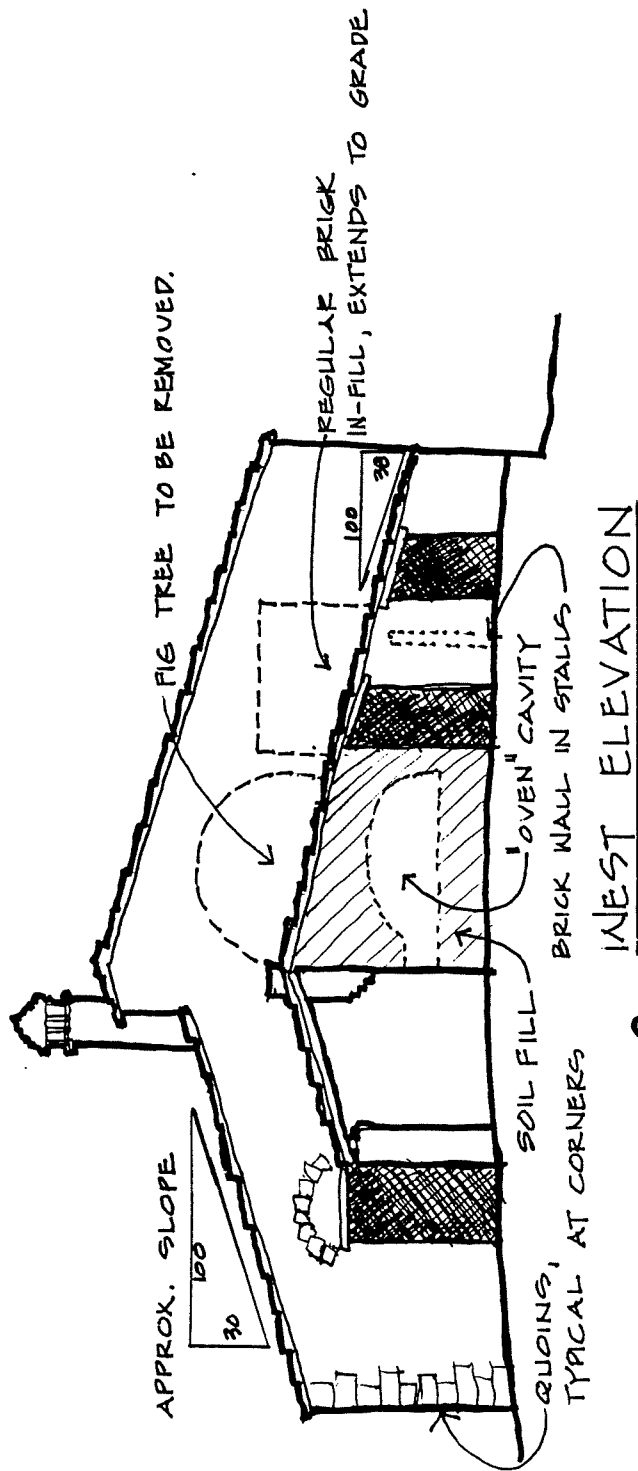 FIG TREE TO BE REMOVED.
APPROX. SLOPE
100
30
REGULAR BRICK
IN-FILL, EXTENDS TO GRADE
100
38
SOIL FILL
"OVEN" CAVITY
BRICK WALL IN STALLS
QUOINS,
TYPICAL AT CORNERS
WEST ELEVATION